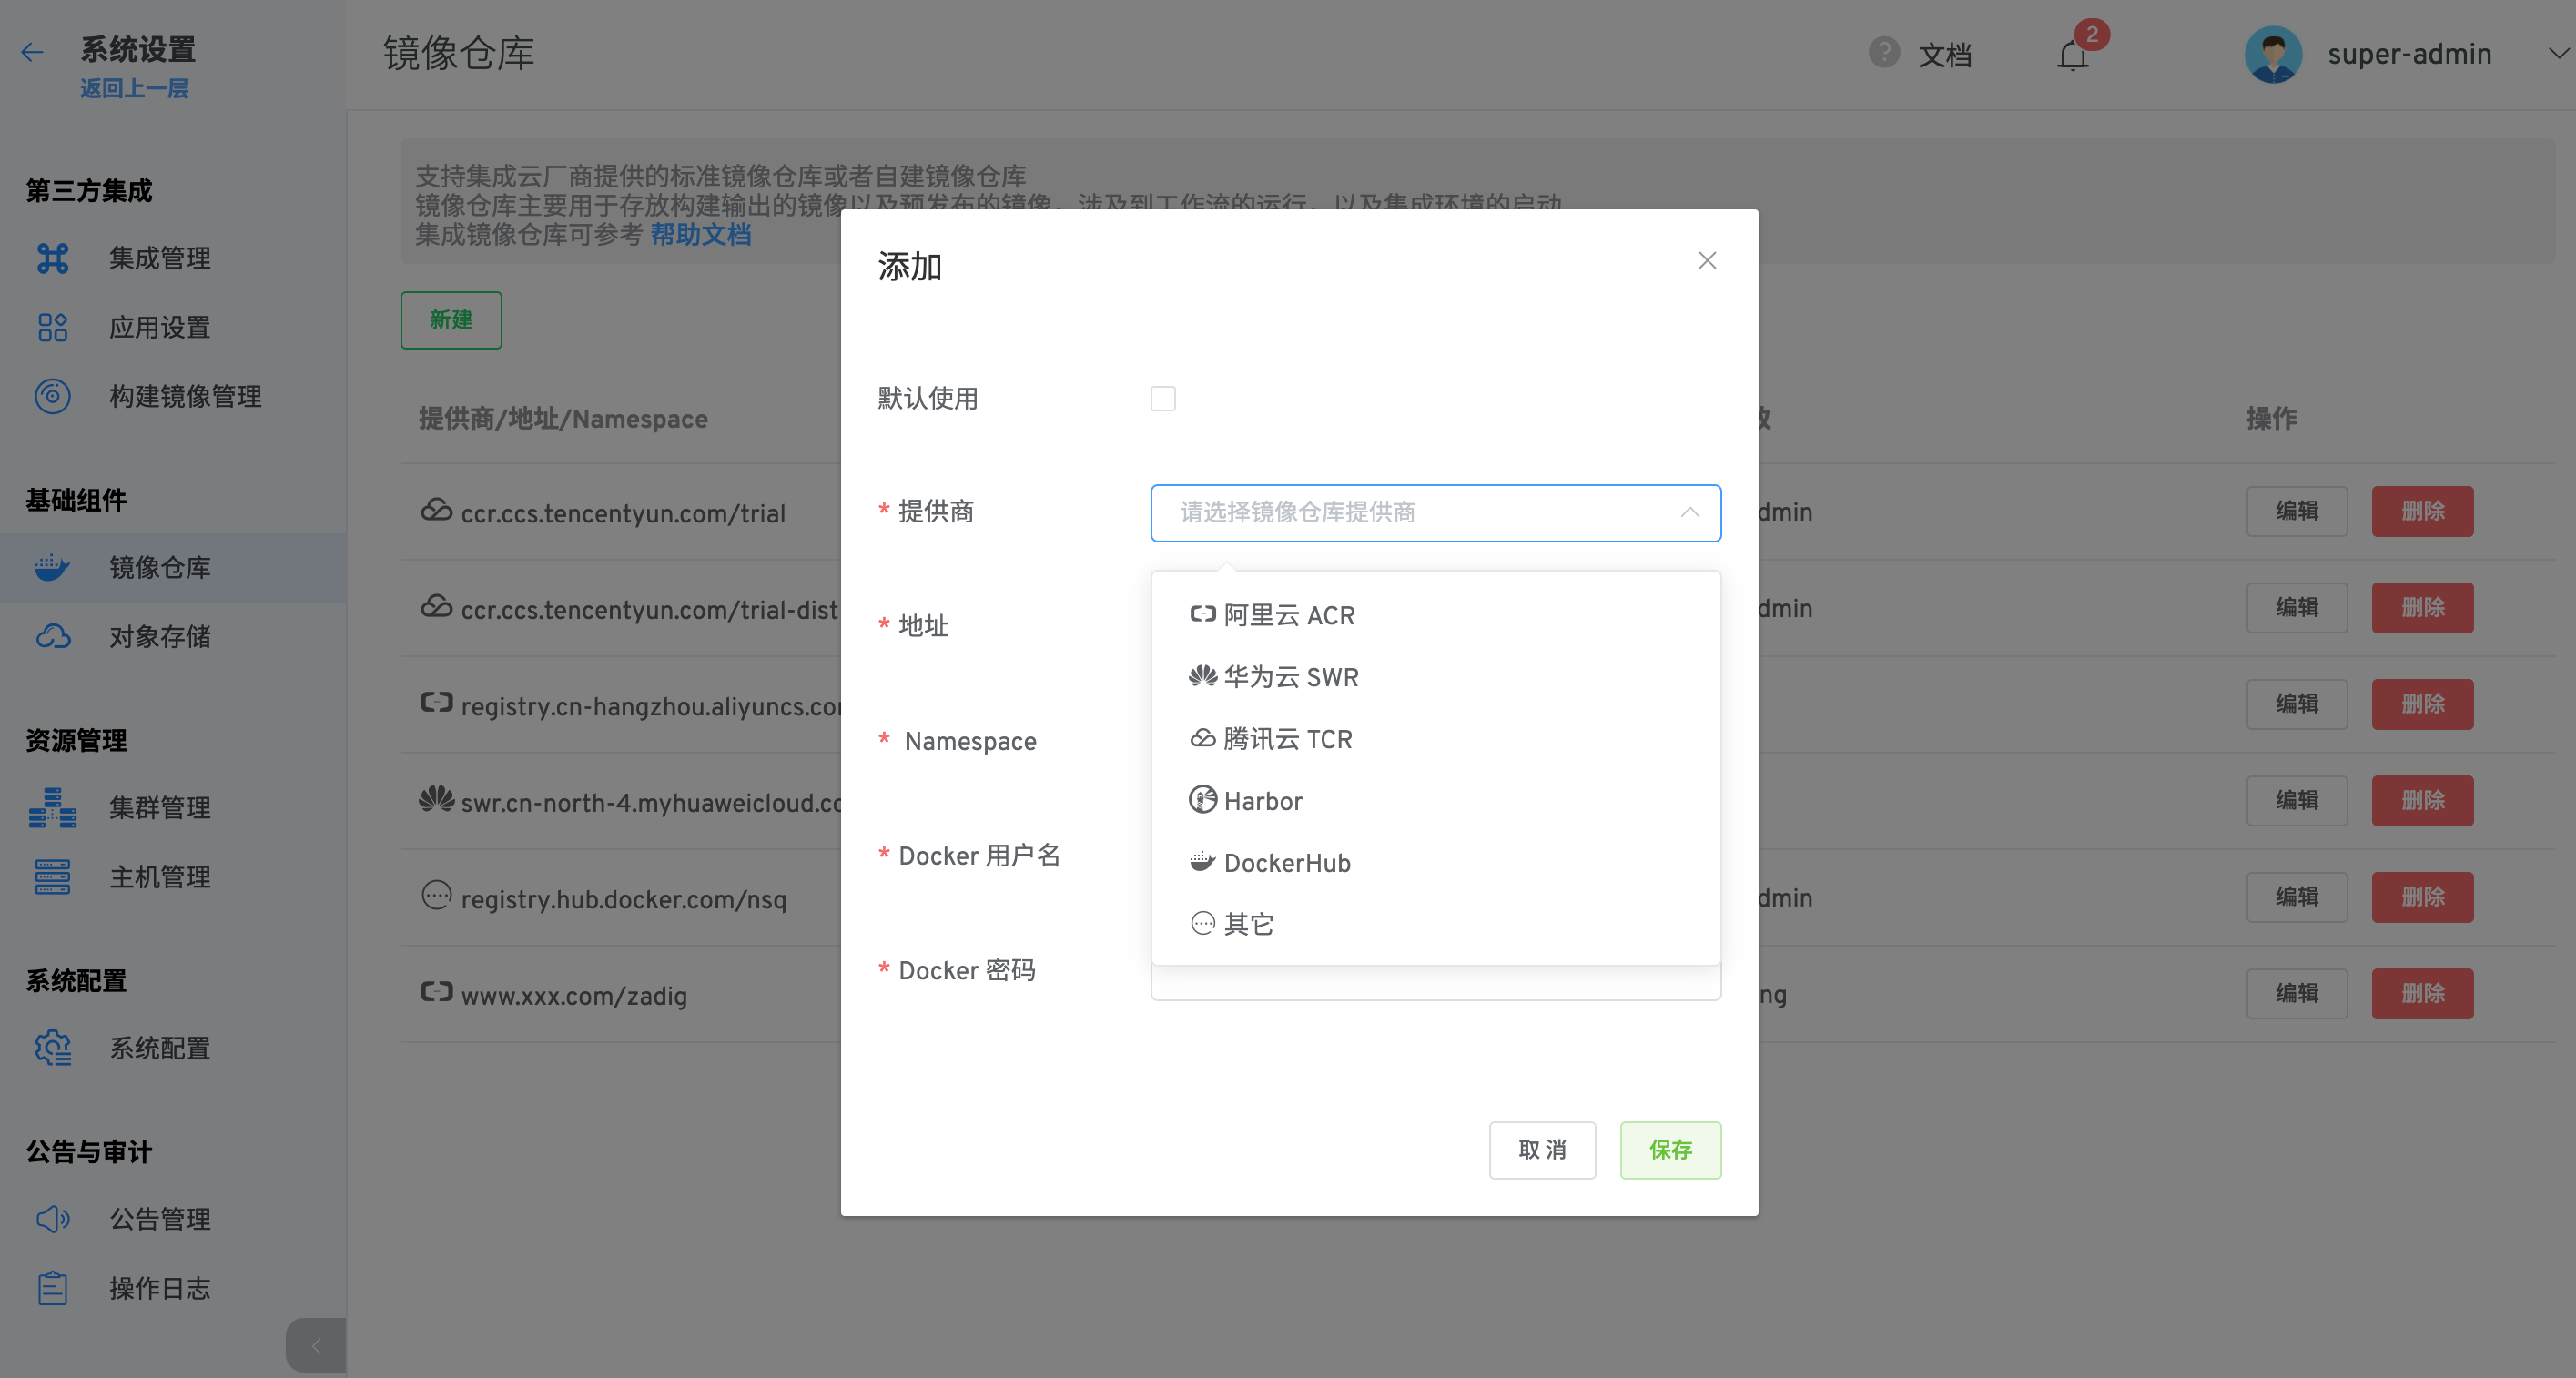 系统设置
返回上一层
第三方集成
集成管理
应用设置
构建镜像管理
基础组件
镜像仓库
对象存储
资源管理
集群管理
主机管理
系统配置
系统配置
公告与审计
公告管理
操作日志
镜像仓库
文档
2
super-admin
支持集成云厂商提供的标准镜像仓库或者自建镜像仓库
镜像仓库主要用于存放构建输出的镜像以及预发布的镜像，涉及到工作流的运行，以及集成环境的启动
集成镜像仓库可参考 帮助文档
新建
提供商/地址/Namespace
操作
ccr.ccs.tencentyun.com/trial
dmin
编辑 删除
ccr.ccs.tencentyun.com/trial-dist
dmin
编辑 删除
registry.cn-hangzhou.aliyuncs.co
编辑 删除
swr.cn-north-4.myhuaweicloud.c
编辑 删除
registry.hub.docker.com/nsq
dmin
编辑 删除
www.xxx.com/zadig
ng
编辑 删除
添加
默认使用
* 提供商
请选择镜像仓库提供商
* 地址
* Namespace
* Docker 用户名
* Docker 密码
阿里云 ACR
华为云 SWR
腾讯云 TCR
Harbor
DockerHub
其它
取 消
保存